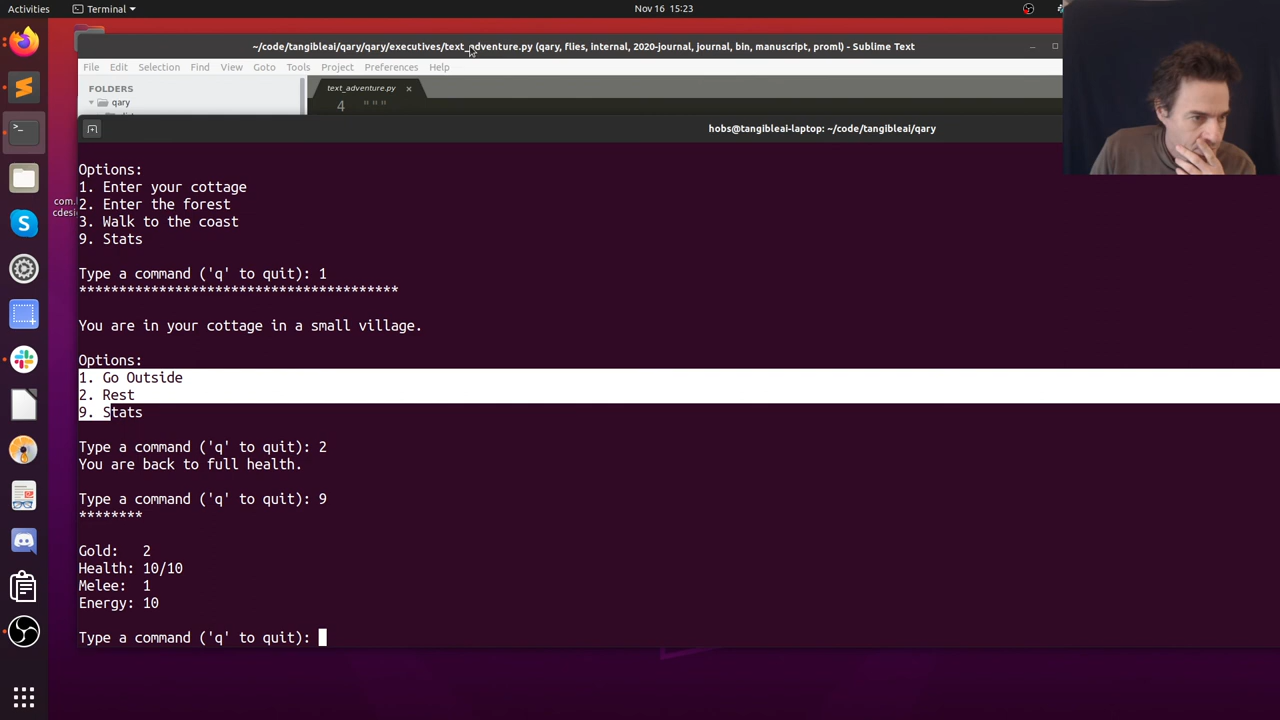 Activities
Terminal
Nov 16 15:23
~/code/tangibleai/qary/qary/executives/text_adventure.py (qary, flies, internal, 2020-journal, journal, bin, manuscript, proml) - Sublime Text
File Edit Selection Find View Goto Tools Project Preferences Help
FOLDERS
qary
text_adventure.py
4 """
hobs@tangibleai-laptop: ~/code/tangibleai/qary
Options:
1. Enter your cottage
2. Enter the forest
3. Walk to the coast
9. Stats
Type a command ('q' to quit): 1
****************************************
You are in your cottage in a small village.
Options:
1. Go Outside
2. Rest
9. Stats
Type a command ('q' to quit): 2
You are back to full health.
Type a command ('q' to quit): 9
********
Gold: 2
Health: 10/10
Melee: 1
Energy: 10
Type a command ('q' to quit):